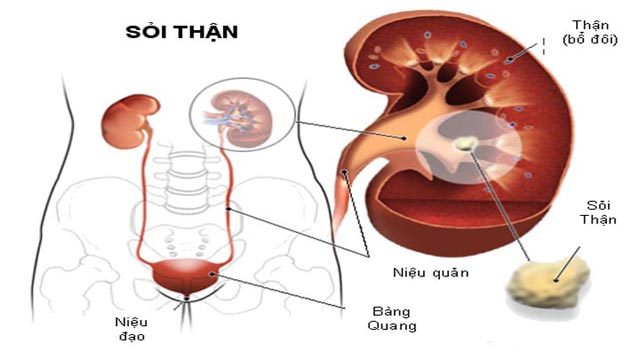 SỎI THẬN
Thận
(bổ đôi)
Sỏi
Thận
Niệu quản
Bàng
Quang
Niệu
đạo